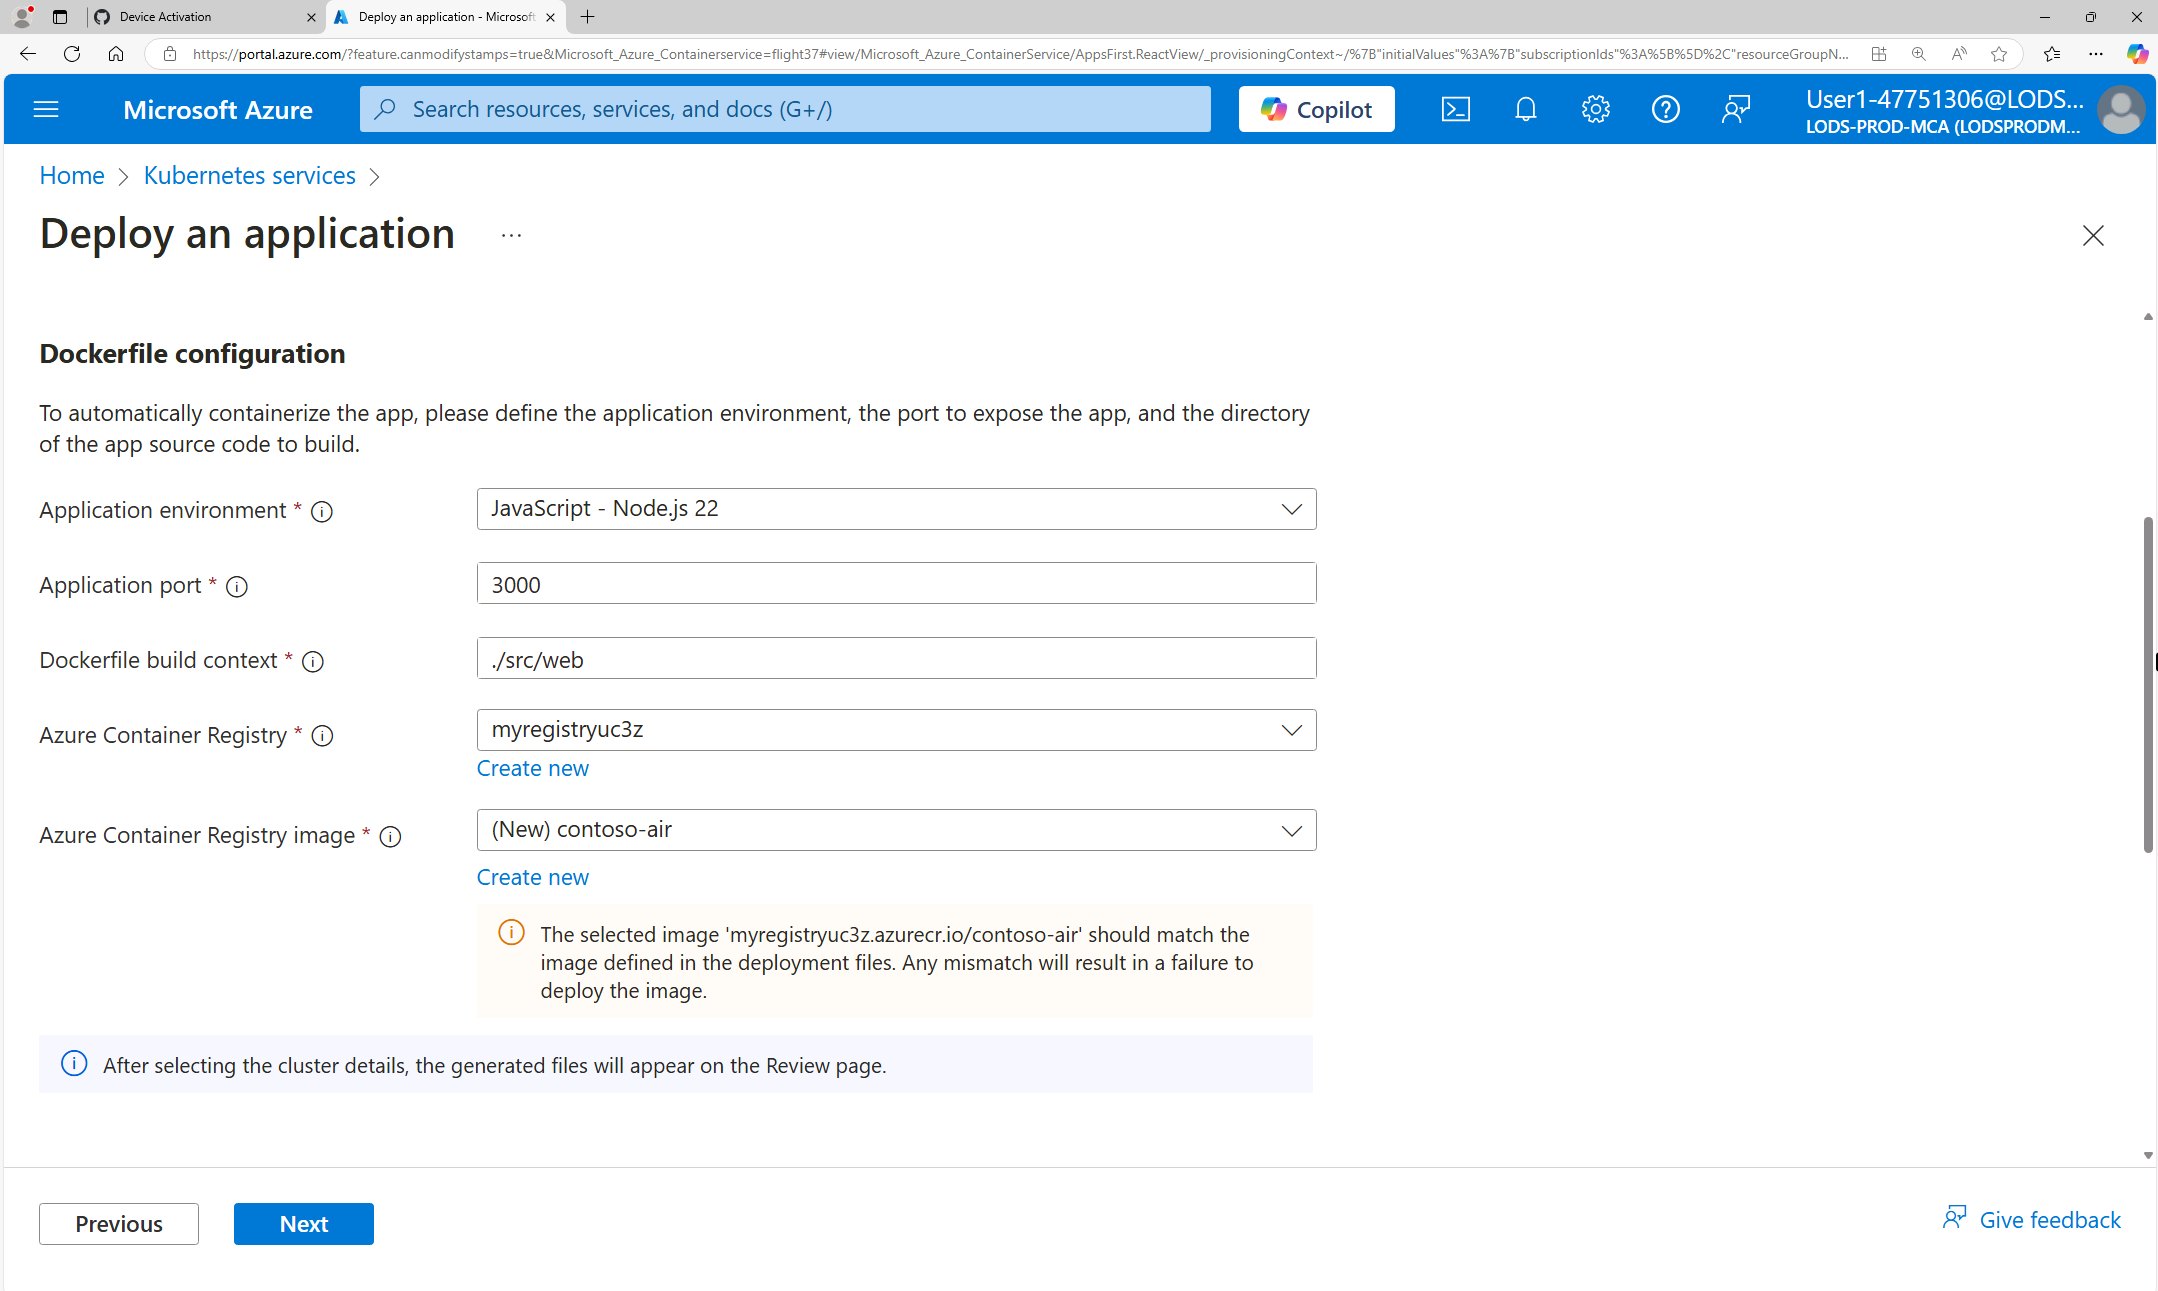 Device Activation
Deploy an application - Microsoft
https://portal.azure.com/?feature.canmodifystamps=true&Microsoft_Azure_Containerservice=flight37#view/Microsoft_Azure_ContainerService/AppsFirst.ReactView/_provisioningContext~/%7B"initialValues"%3A%7B"subscriptionIds"%3A%5B%5D%2C"resourceGroupN...
Microsoft Azure
Search resources, services, and docs (G+/)
Copilot
User1-47751306@LODS...
LODS-PROD-MCA (LODSPRODM...
Home > Kubernetes services >
Deploy an application ...
Dockerfile configuration
To automatically containerize the app, please define the application environment, the port to expose the app, and the directory
of the app source code to build.
Application environment * JavaScript - Node.js 22
Application port * 3000
Dockerfile build context * ./src/web
Azure Container Registry * myregistryuc3z
Create new
Azure Container Registry image * (New) contoso-air
Create new
The selected image 'myregistryuc3z.azurecr.io/contoso-air' should match the
image defined in the deployment files. Any mismatch will result in a failure to
deploy the image.
After selecting the cluster details, the generated files will appear on the Review page.
Previous
Next
Give feedback